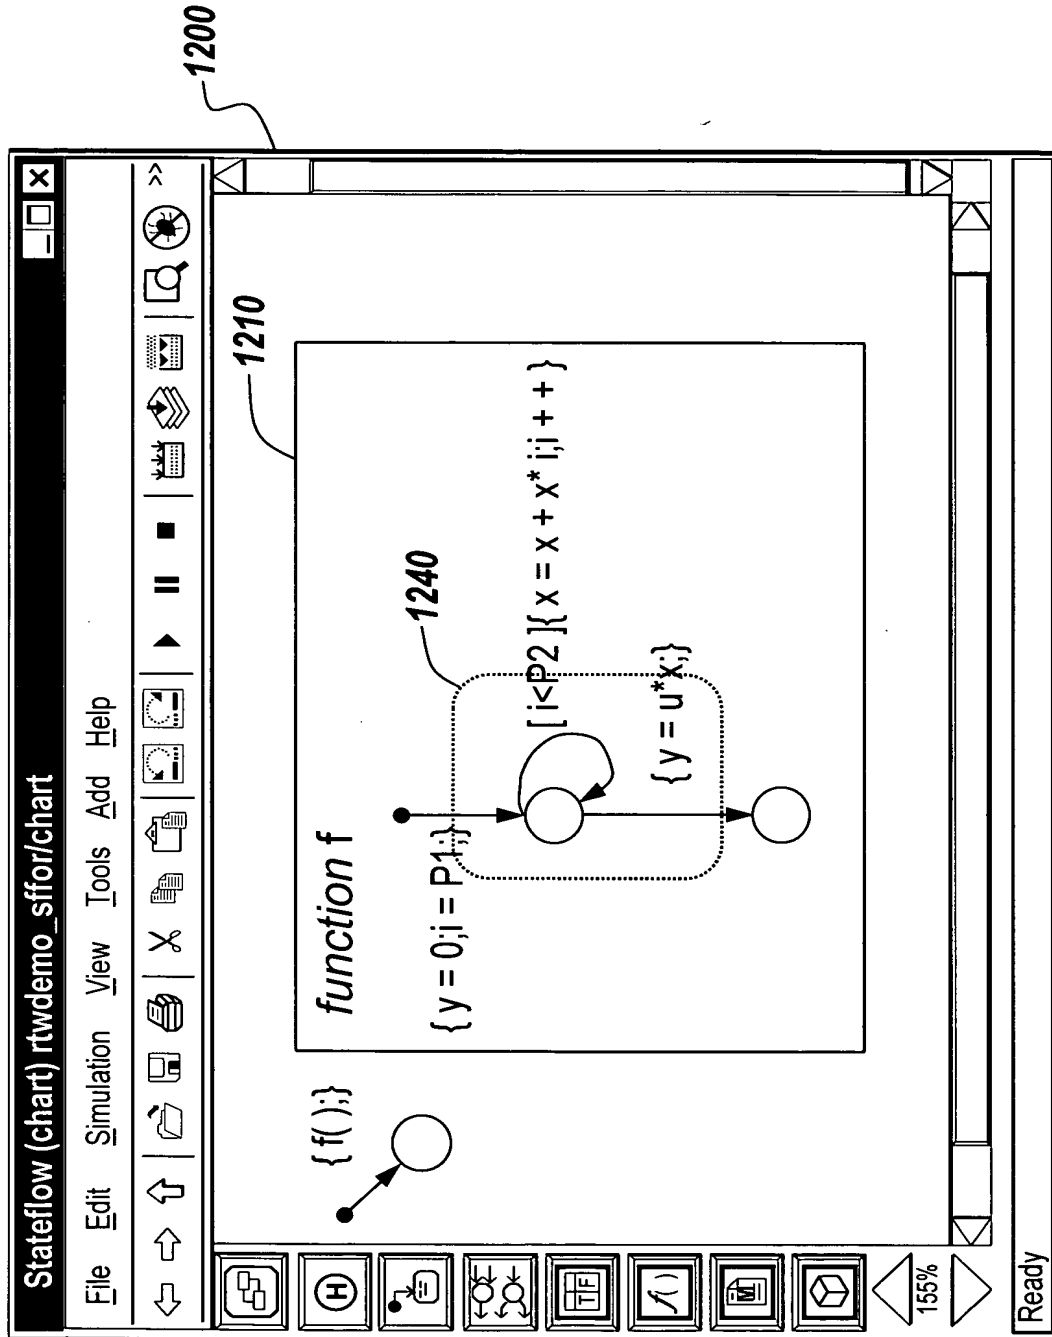 Stateflow (chart) rtwdemo_sffor/chart
File Edit Simulation View Tools Add Help
>>
1200
1210
H
T F
f( )
M
155%
{ f( );}
function f
{ y = 0;i = P1;}
1240
[ i<P2 ]{ x = x + x* i;i + + }
{ y = u*x;}
Ready